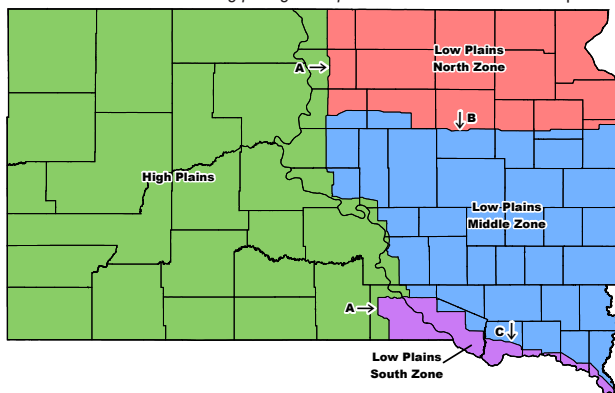 Low Plains
North Zone
A
B
High Plains
Low Plains
Middle Zone
A
C
Low Plains
South Zone